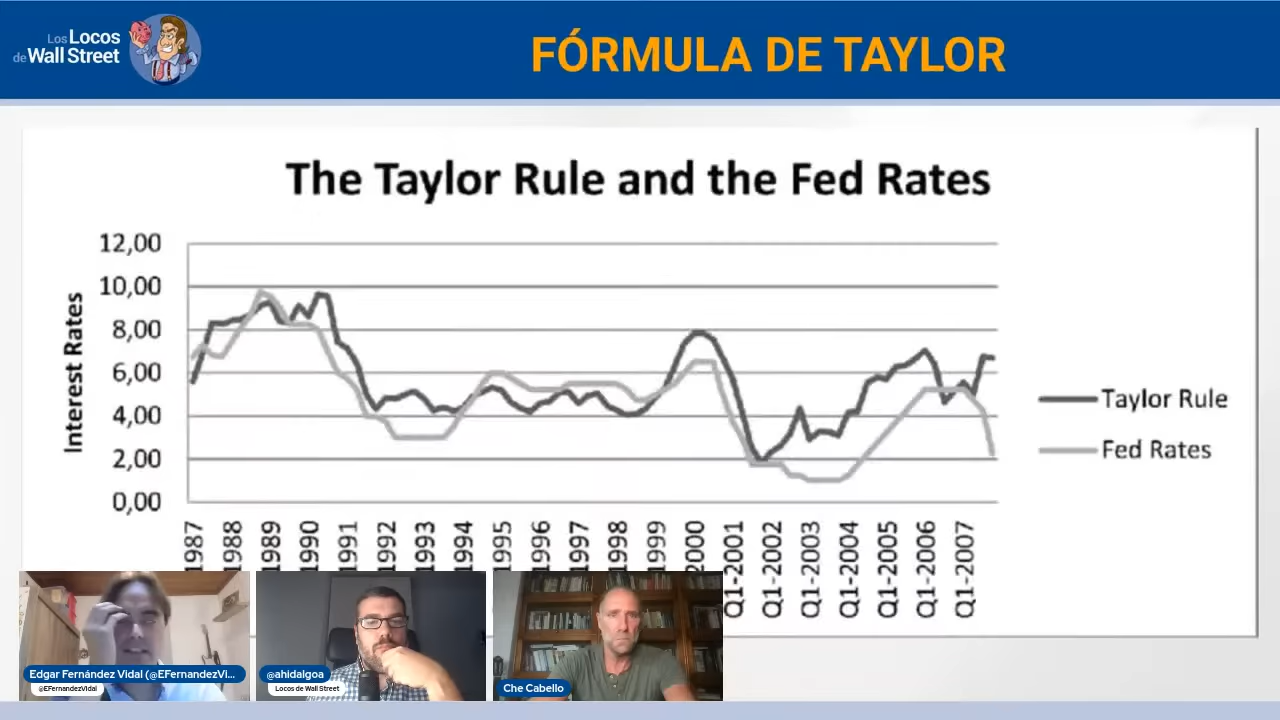 Los Locos
de Wall Street
FÓRMULA DE TAYLOR
The Taylor Rule and the Fed Rates
Interest Rates
12,00
10,00
8,00
6,00
4,00
2,00
0,00
1987
1988
1989
1990
1991
1992
1993
1994
1995
1996
1997
1998
1999
2000
Q1-2001
Q1-2002
Q1-2003
Q1-2004
Q1-2005
Q1-2006
Q1-2007
Taylor Rule
Fed Rates
Edgar Fernández Vidal (@EFernandezVi...
@EFernandezVidal
@ahidalgoa
Locos de Wall Street
Che Cabello